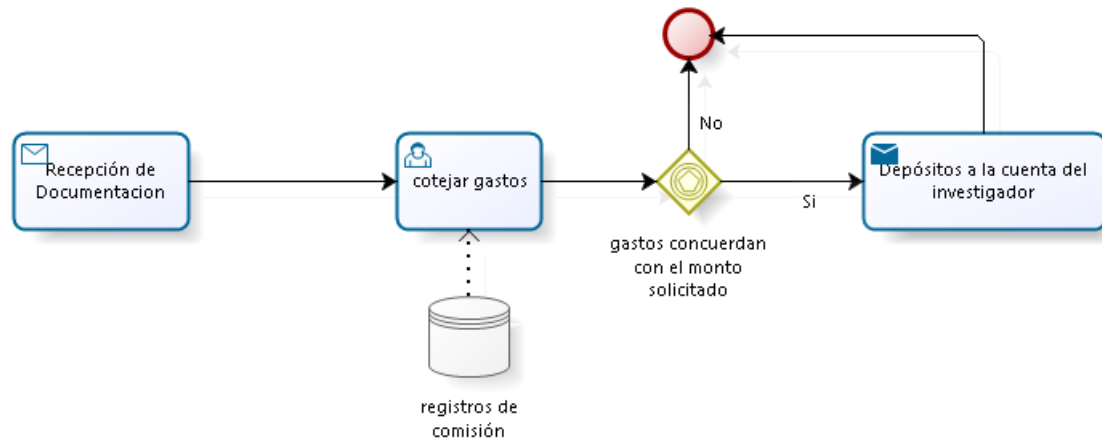 Recepción de
Documentacion
cotejar gastos
No
Si
Depósitos a la cuenta del
investigador
gastos concuerdan
con el monto
solicitado
registros de
comisión